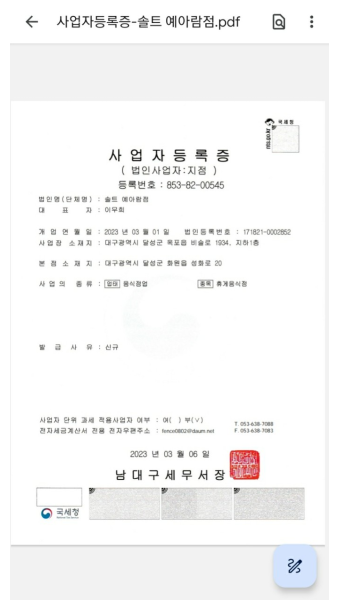 사업자등록증-솔트 예아람점.pdf
국세청
사 업 자 등 록 증
( 법인사업자:지점 )
등록번호 : 853-82-00545
법인명(단체명) : 솔트 예아람점
대 표 자 : 이우희
개 업 연 월 일 : 2023 년 03 월 01 일 법인등록번호 : 171821-0002852
사업장 소재지 : 대구광역시 달성군 옥포읍 비슬로 1934, 지하1층
본 점 소 재 지 : 대구광역시 달성군 화원읍 성화로 20
사 업 의 종 류 : 업태 음식점업 종목 휴게음식점
발 급 사 유 : 신규
사업자 단위 과세 적용사업자 여부 : 여( ) 부(√)
T 053-638-7088
전자세금계산서 전용 전자우편주소 :
F 053-638-7083
2023 년 03 월 06 일
남대구세무서장
국세청